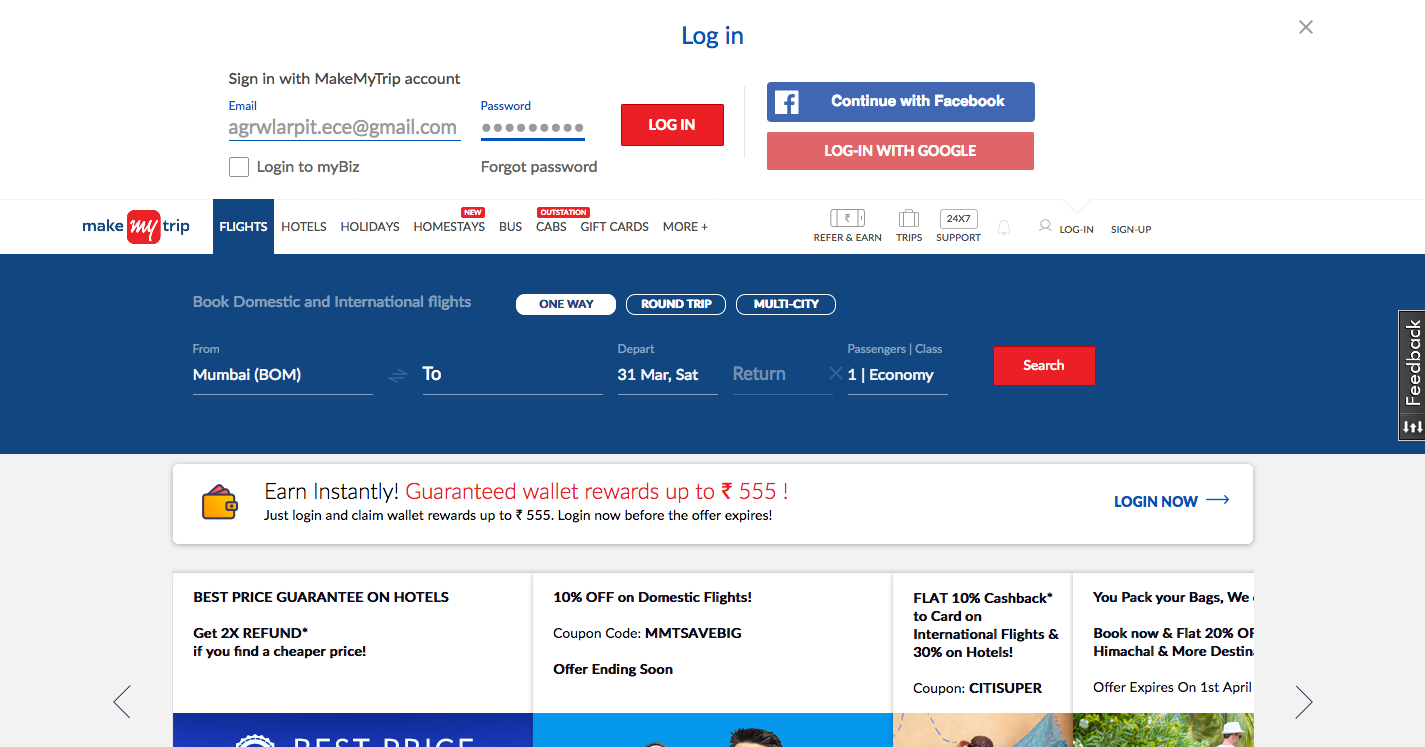 Log in
Sign in with MakeMyTrip account
Email
Password
agrwlarpit.ece@gmail.com
LOG IN
Login to myBiz
Forgot password
Continue with Facebook
LOG-IN WITH GOOGLE
make my trip
FLIGHTS
HOTELS
HOLIDAYS
NEW
HOMESTAYS
BUS
OUTSTATION
CABS
GIFT CARDS
MORE +
REFER & EARN
TRIPS
24X7
SUPPORT
LOG-IN
SIGN-UP
Book Domestic and International flights
ONE WAY
ROUND TRIP
MULTI-CITY
From
Mumbai (BOM)
To
Depart
31 Mar, Sat
Return
Passengers | Class
1 | Economy
Search
Feedback
Earn Instantly! Guaranteed wallet rewards up to ₹ 555 !
Just login and claim wallet rewards up to ₹ 555. Login now before the offer expires!
LOGIN NOW
BEST PRICE GUARANTEE ON HOTELS
Get 2X REFUND*
if you find a cheaper price!
BEST PRICE
10% OFF on Domestic Flights!
Coupon Code: MMTSAVEBIG
Offer Ending Soon
FLAT 10% Cashback*
to Card on
International Flights &
30% on Hotels!
Coupon: CITISUPER
You Pack your Bags, We
Book now & Flat 20% OF
Himachal & More Destin
Offer Expires On 1st April